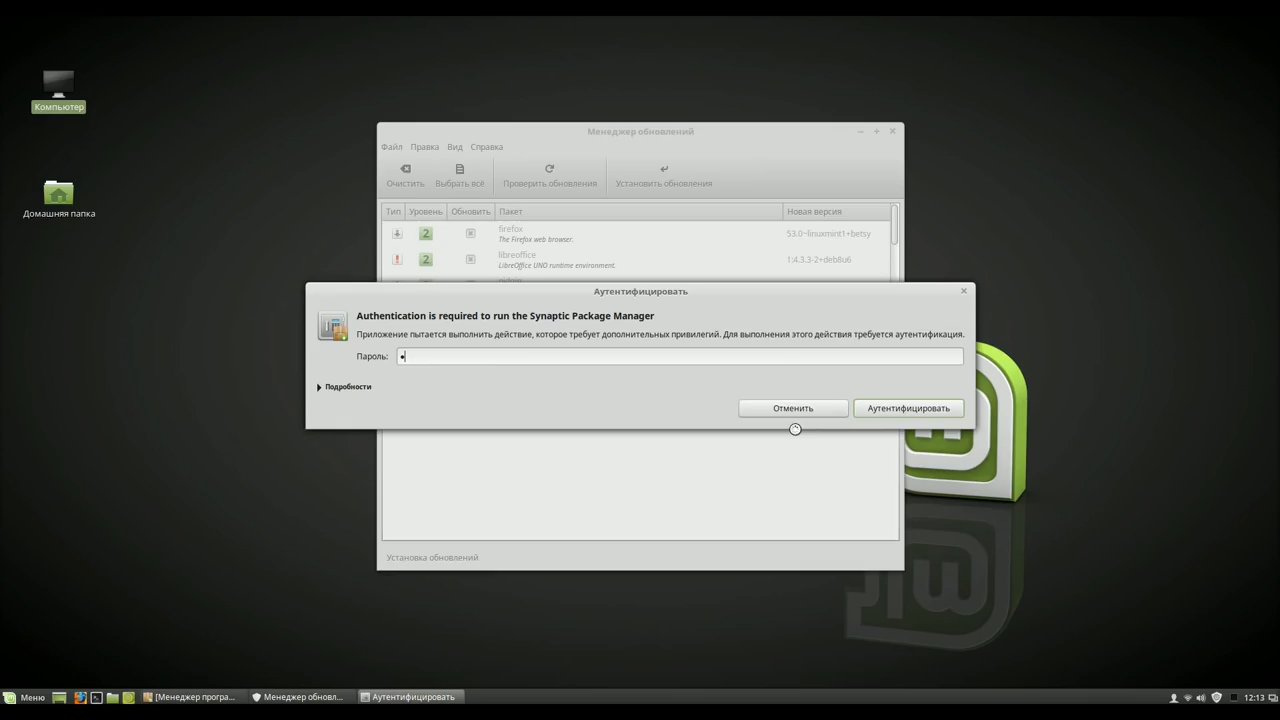 Компьютер
Домашняя папка
Менеджер обновлений
Файл Правка Вид Справка
Очистить Выбрать всё Проверить обновления Установить обновления
Тип Уровень Обновить Пакет Новая версия
2 firefox 53.0~linuxmint1+betsy
The Firefox web browser.
2 libreoffice 1:4.3.3-2+deb8u6
LibreOffice UNO runtime environment.
Аутентифицировать
Authentication is required to run the Synaptic Package Manager
Приложение пытается выполнить действие, которое требует дополнительных привилегий. Для выполнения этого действия требуется аутентификация.
Пароль:
Подробности
Отменить Аутентифицировать
Установка обновлений
Меню [Менеджер програ... Менеджер обновл... Аутентифицировать 12:13